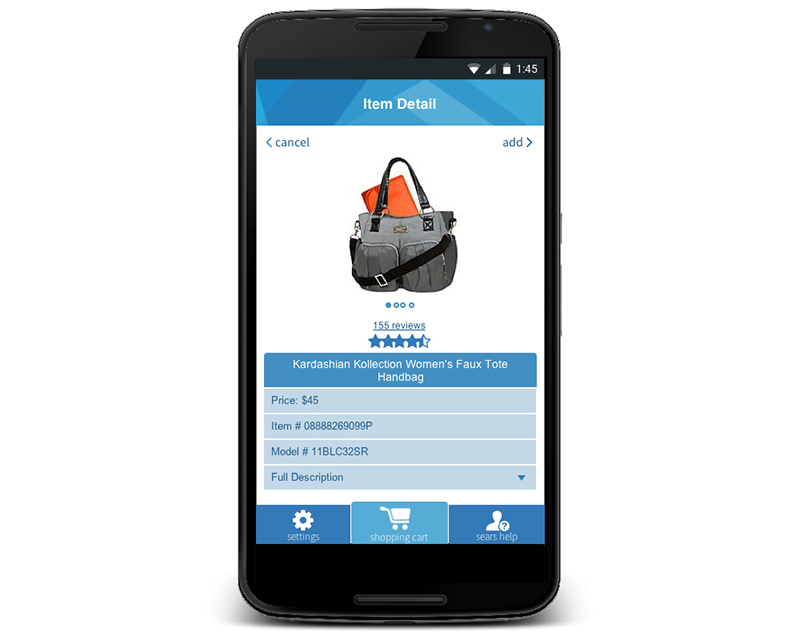 1:45
Item Detail
cancel
add
155 reviews
Kardashian Kollection Women's Faux Tote
Handbag
Price: $45
Item # 08888269099P
Model # 11BLC32SR
Full Description
settings
shopping cart
sears help